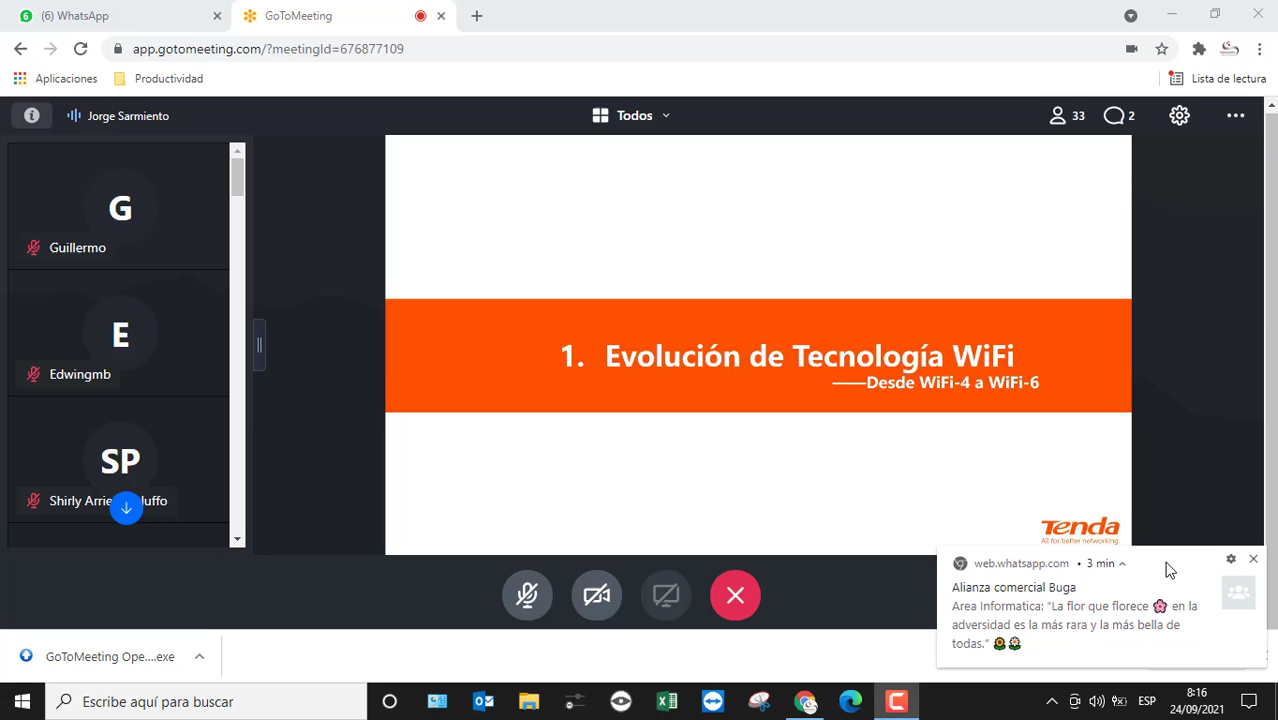 6
(6) WhatsApp
GoToMeeting
app.gotomeeting.com/?meetingId=676877109
Aplicaciones
Productividad
Lista de lectura
Jorge Sarmiento
Todos
33
2
G
Guillermo
E
Edwingmb
SP
Shirly Arrie
uffo
1. Evolución de Tecnología WiFi
——Desde WiFi-4 a WiFi-6
Tenda
All for better networking
web.whatsapp.com • 3 min
Alianza comercial Buga
Area Informatica: "La flor que florece 🌸 en la
adversidad es la más rara y la más bella de
todas." 🌻🌼
GoToMeeting Ope....exe
Escribe aquí para buscar
ESP
8:16
24/09/2021